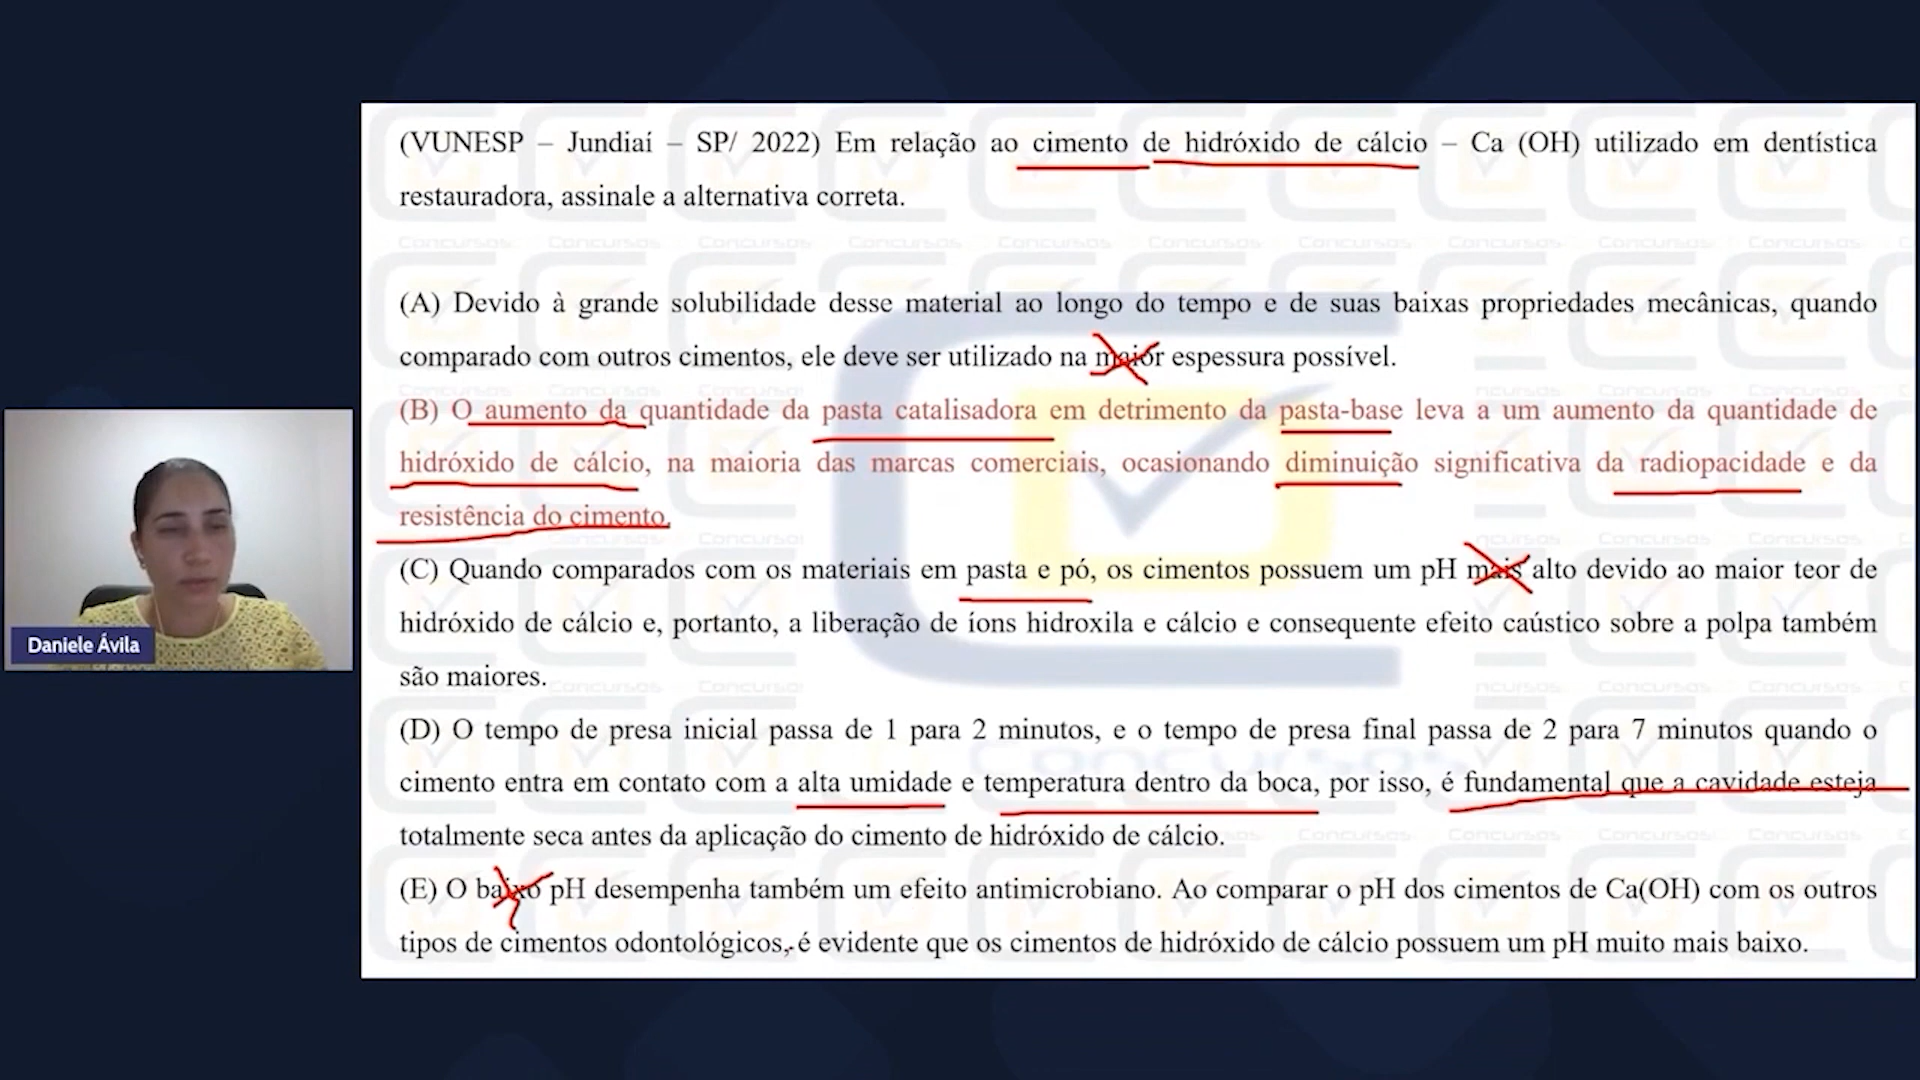 (VUNESP – Jundiaí – SP/ 2022) Em relação ao cimento de hidróxido de cálcio – Ca (OH) utilizado em dentística
restauradora, assinale a alternativa correta.
(A) Devido à grande solubilidade desse material ao longo do tempo e de suas baixas propriedades mecânicas, quando
comparado com outros cimentos, ele deve ser utilizado na maior espessura possível.
(B) O aumento da quantidade da pasta catalisadora em detrimento da pasta-base leva a um aumento da quantidade de
hidróxido de cálcio, na maioria das marcas comerciais, ocasionando diminuição significativa da radiopacidade e da
resistência do cimento.
(C) Quando comparados com os materiais em pasta e pó, os cimentos possuem um pH mais alto devido ao maior teor de
hidróxido de cálcio e, portanto, a liberação de íons hidroxila e cálcio e consequente efeito caústico sobre a polpa também
são maiores.
(D) O tempo de presa inicial passa de 1 para 2 minutos, e o tempo de presa final passa de 2 para 7 minutos quando o
cimento entra em contato com a alta umidade e temperatura dentro da boca, por isso, é fundamental que a cavidade esteja
totalmente seca antes da aplicação do cimento de hidróxido de cálcio.
(E) O baixo pH desempenha também um efeito antimicrobiano. Ao comparar o pH dos cimentos de Ca(OH) com os outros
tipos de cimentos odontológicos, é evidente que os cimentos de hidróxido de cálcio possuem um pH muito mais baixo.
Daniele Ávila
Concursos